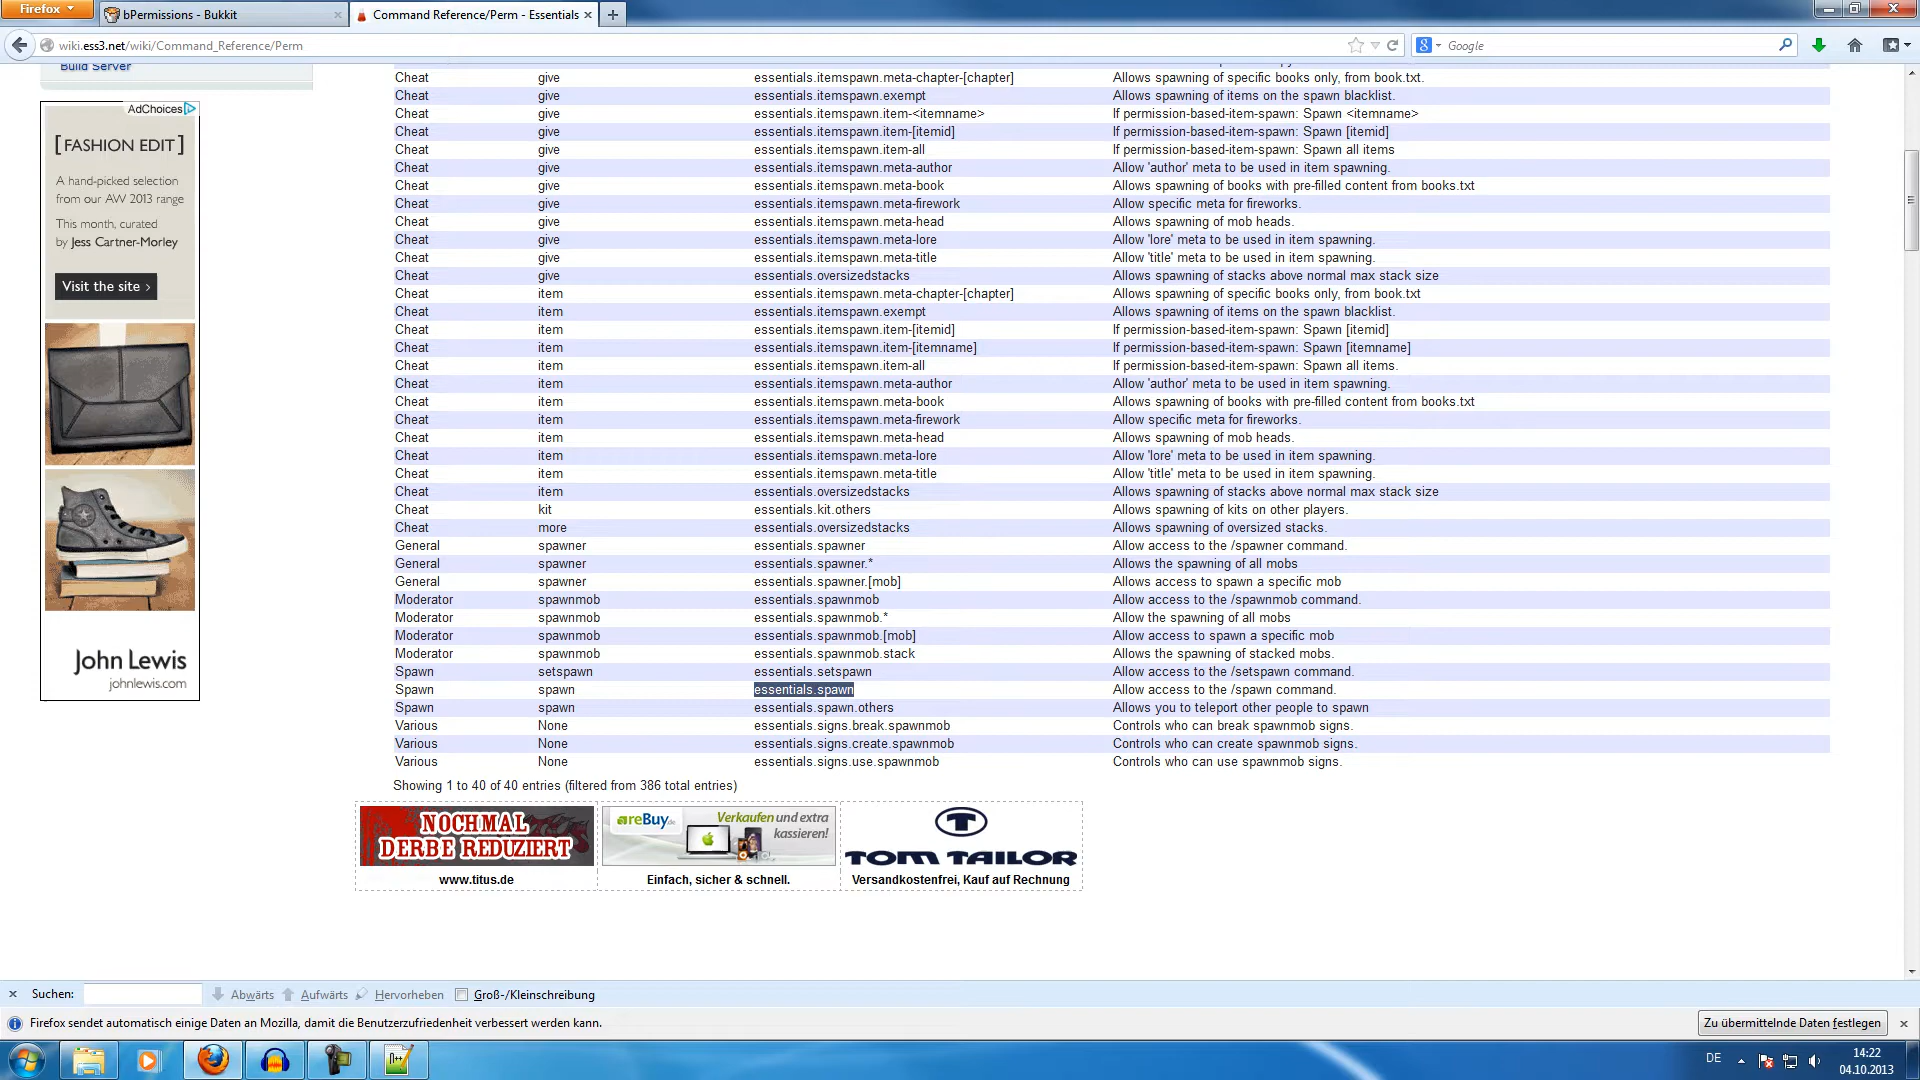 Firefox
bPermissions - Bukkit
Command Reference/Perm - Essentials
wiki.ess3.net/wiki/Command_Reference/Perm
Google
Build Server
AdChoices
[FASHION EDIT]
A hand-picked selection
from our AW 2013 range
This month, curated
by Jess Cartner-Morley
Visit the site >
John Lewis
johnlewis.com
Cheat give essentials.itemspawn.meta-chapter-[chapter] Allows spawning of specific books only, from book.txt.
Cheat give essentials.itemspawn.exempt Allows spawning of items on the spawn blacklist.
Cheat give essentials.itemspawn.item-<itemname> If permission-based-item-spawn: Spawn <itemname>
Cheat give essentials.itemspawn.item-[itemid] If permission-based-item-spawn: Spawn [itemid]
Cheat give essentials.itemspawn.item-all If permission-based-item-spawn: Spawn all items
Cheat give essentials.itemspawn.meta-author Allow 'author' meta to be used in item spawning.
Cheat give essentials.itemspawn.meta-book Allows spawning of books with pre-filled content from books.txt
Cheat give essentials.itemspawn.meta-firework Allow specific meta for fireworks.
Cheat give essentials.itemspawn.meta-head Allows spawning of mob heads.
Cheat give essentials.itemspawn.meta-lore Allow 'lore' meta to be used in item spawning.
Cheat give essentials.itemspawn.meta-title Allow 'title' meta to be used in item spawning.
Cheat give essentials.oversizedstacks Allows spawning of stacks above normal max stack size
Cheat item essentials.itemspawn.meta-chapter-[chapter] Allows spawning of specific books only, from book.txt
Cheat item essentials.itemspawn.exempt Allows spawning of items on the spawn blacklist.
Cheat item essentials.itemspawn.item-[itemid] If permission-based-item-spawn: Spawn [itemid]
Cheat item essentials.itemspawn.item-[itemname] If permission-based-item-spawn: Spawn [itemname]
Cheat item essentials.itemspawn.item-all If permission-based-item-spawn: Spawn all items.
Cheat item essentials.itemspawn.meta-author Allow 'author' meta to be used in item spawning.
Cheat item essentials.itemspawn.meta-book Allows spawning of books with pre-filled content from books.txt
Cheat item essentials.itemspawn.meta-firework Allow specific meta for fireworks.
Cheat item essentials.itemspawn.meta-head Allows spawning of mob heads.
Cheat item essentials.itemspawn.meta-lore Allow 'lore' meta to be used in item spawning.
Cheat item essentials.itemspawn.meta-title Allow 'title' meta to be used in item spawning.
Cheat item essentials.oversizedstacks Allows spawning of stacks above normal max stack size
Cheat kit essentials.kit.others Allows spawning of kits on other players.
Cheat more essentials.oversizedstacks Allows spawning of oversized stacks.
General spawner essentials.spawner Allow access to the /spawner command.
General spawner essentials.spawner.* Allows the spawning of all mobs
General spawner essentials.spawner.[mob] Allows access to spawn a specific mob
Moderator spawnmob essentials.spawnmob Allow access to the /spawnmob command.
Moderator spawnmob essentials.spawnmob.* Allow the spawning of all mobs
Moderator spawnmob essentials.spawnmob.[mob] Allow access to spawn a specific mob
Moderator spawnmob essentials.spawnmob.stack Allows the spawning of stacked mobs.
Spawn setspawn essentials.setspawn Allow access to the /setspawn command.
Spawn spawn essentials.spawn Allow access to the /spawn command.
Spawn spawn essentials.spawn.others Allows you to teleport other people to spawn
Various None essentials.signs.break.spawnmob Controls who can break spawnmob signs.
Various None essentials.signs.create.spawnmob Controls who can create spawnmob signs.
Various None essentials.signs.use.spawnmob Controls who can use spawnmob signs.
Showing 1 to 40 of 40 entries (filtered from 386 total entries)
NOCHMAL
DERBE REDUZIERT
www.titus.de
reBuy.de
Verkaufen und extra
kassieren!
Einfach, sicher & schnell.
TOM TAILOR
Versandkostenfrei, Kauf auf Rechnung
Suchen: Abwärts Aufwärts Hervorheben Groß-/Kleinschreibung
Firefox sendet automatisch einige Daten an Mozilla, damit die Benutzerzufriedenheit verbessert werden kann.
Zu übermittelnde Daten festlegen
DE
14:22
04.10.2013